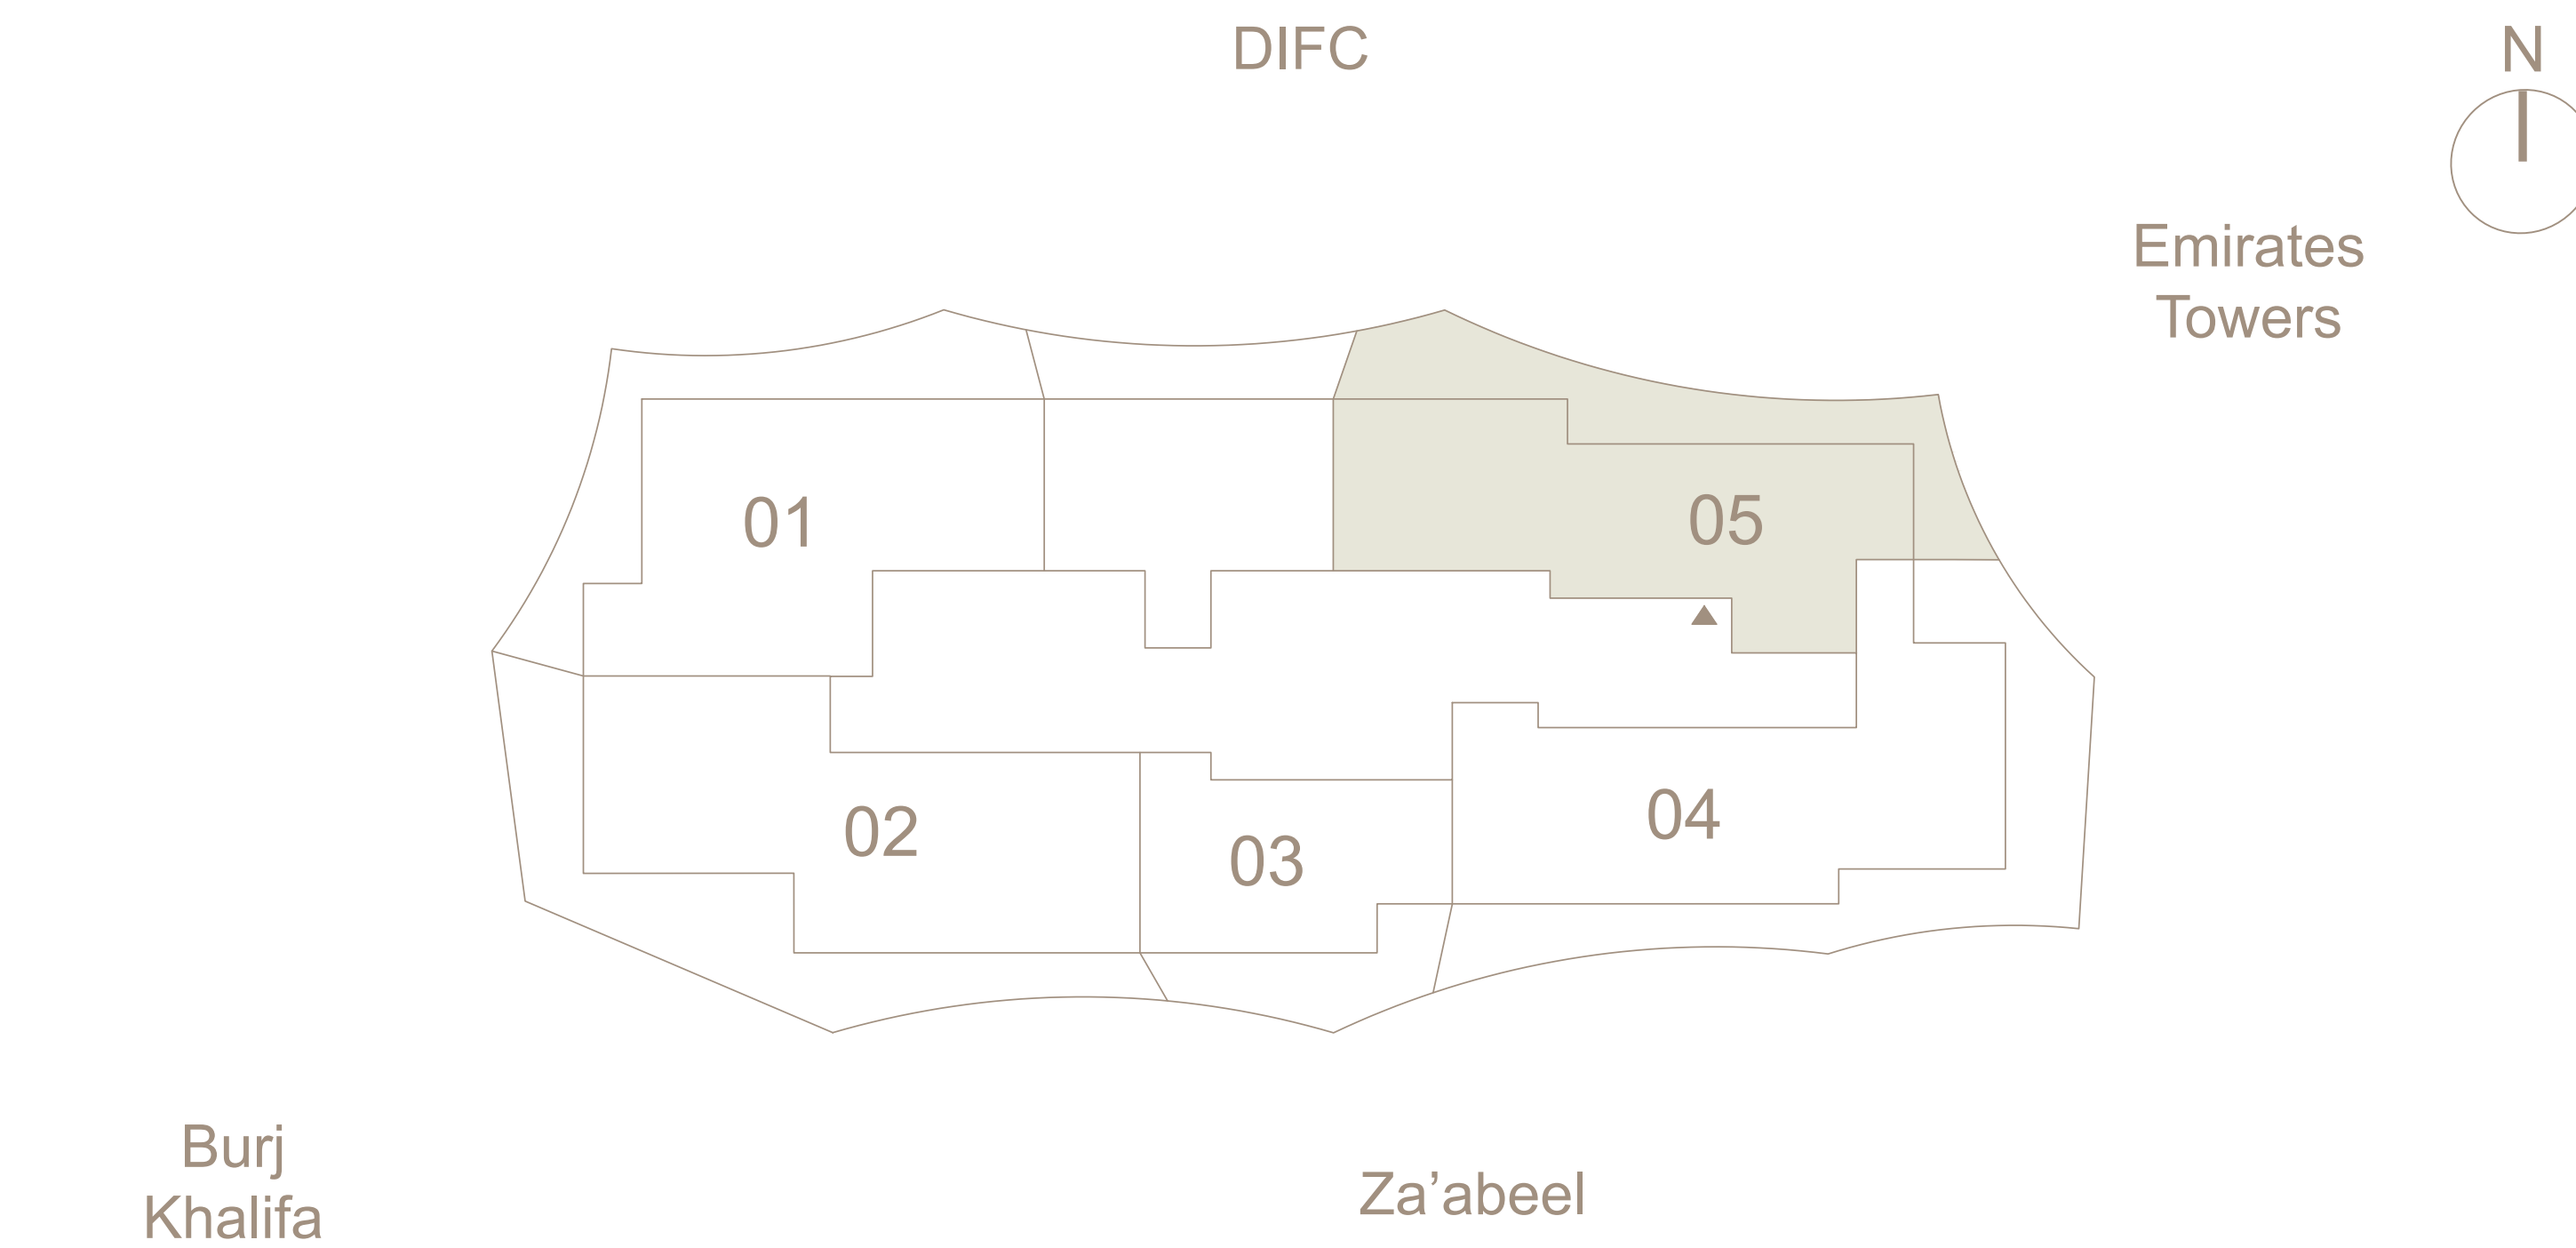 DIFC
N
Emirates
Towers
01
05
02
03
04
Burj
Khalifa
Za’abeel